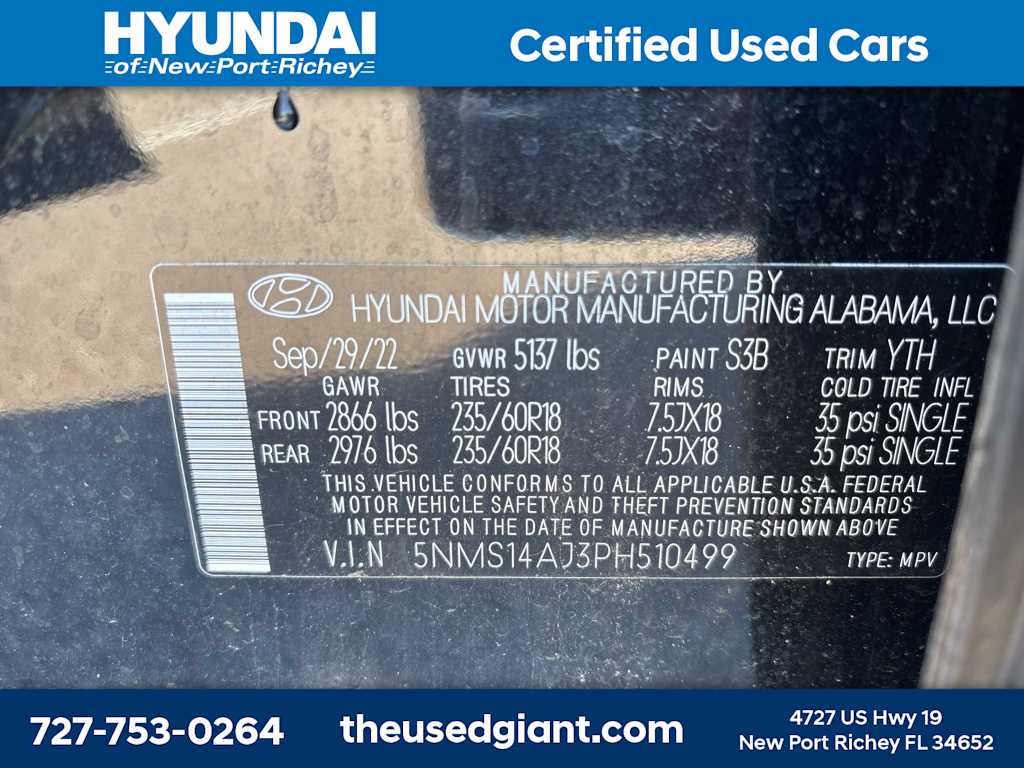 HYUNDAI
of New Port Richey
Certified Used Cars
MANUFACTURED BY
HYUNDAI MOTOR MANUFACTURING ALABAMA, LLC
Sep/29/22 GVWR 5137 lbs PAINT S3B TRIM YTH
GAWR TIRES RIMS COLD TIRE INFL
FRONT 2866 lbs 235/60R18 7.5JX18 35 psi SINGLE
REAR 2976 lbs 235/60R18 7.5JX18 35 psi SINGLE
THIS VEHICLE CONFORMS TO ALL APPLICABLE U.S.A. FEDERAL
MOTOR VEHICLE SAFETY AND THEFT PREVENTION STANDARDS
IN EFFECT ON THE DATE OF MANUFACTURE SHOWN ABOVE
V.I.N 5NMS14AJ3PH510499 TYPE: MPV
727-753-0264
theusedgiant.com
4727 US Hwy 19
New Port Richey FL 34652